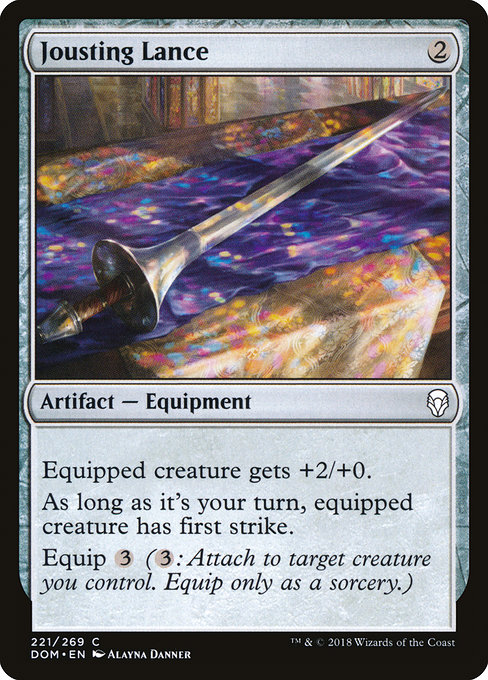 Jousting Lance 2
Artifact — Equipment
Equipped creature gets +2/+0.
As long as it's your turn, equipped
creature has first strike.
Equip 3 (3: Attach to target creature
you control. Equip only as a sorcery.)
221/269 C
DOM • EN Alayna Danner
™ & © 2018 Wizards of the Coast